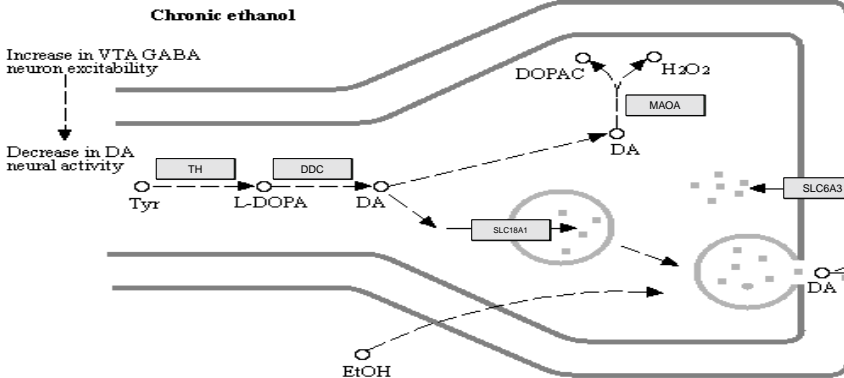 Chronic ethanol
Increase in VTA GABA
neuron excitability
DOPAC
H2O2
MAOA
DA
Decrease in DA
neural activity
TH
DDC
Tyr
L-DOPA
DA
SLC6A3
SLC18A1
DA
EtOH